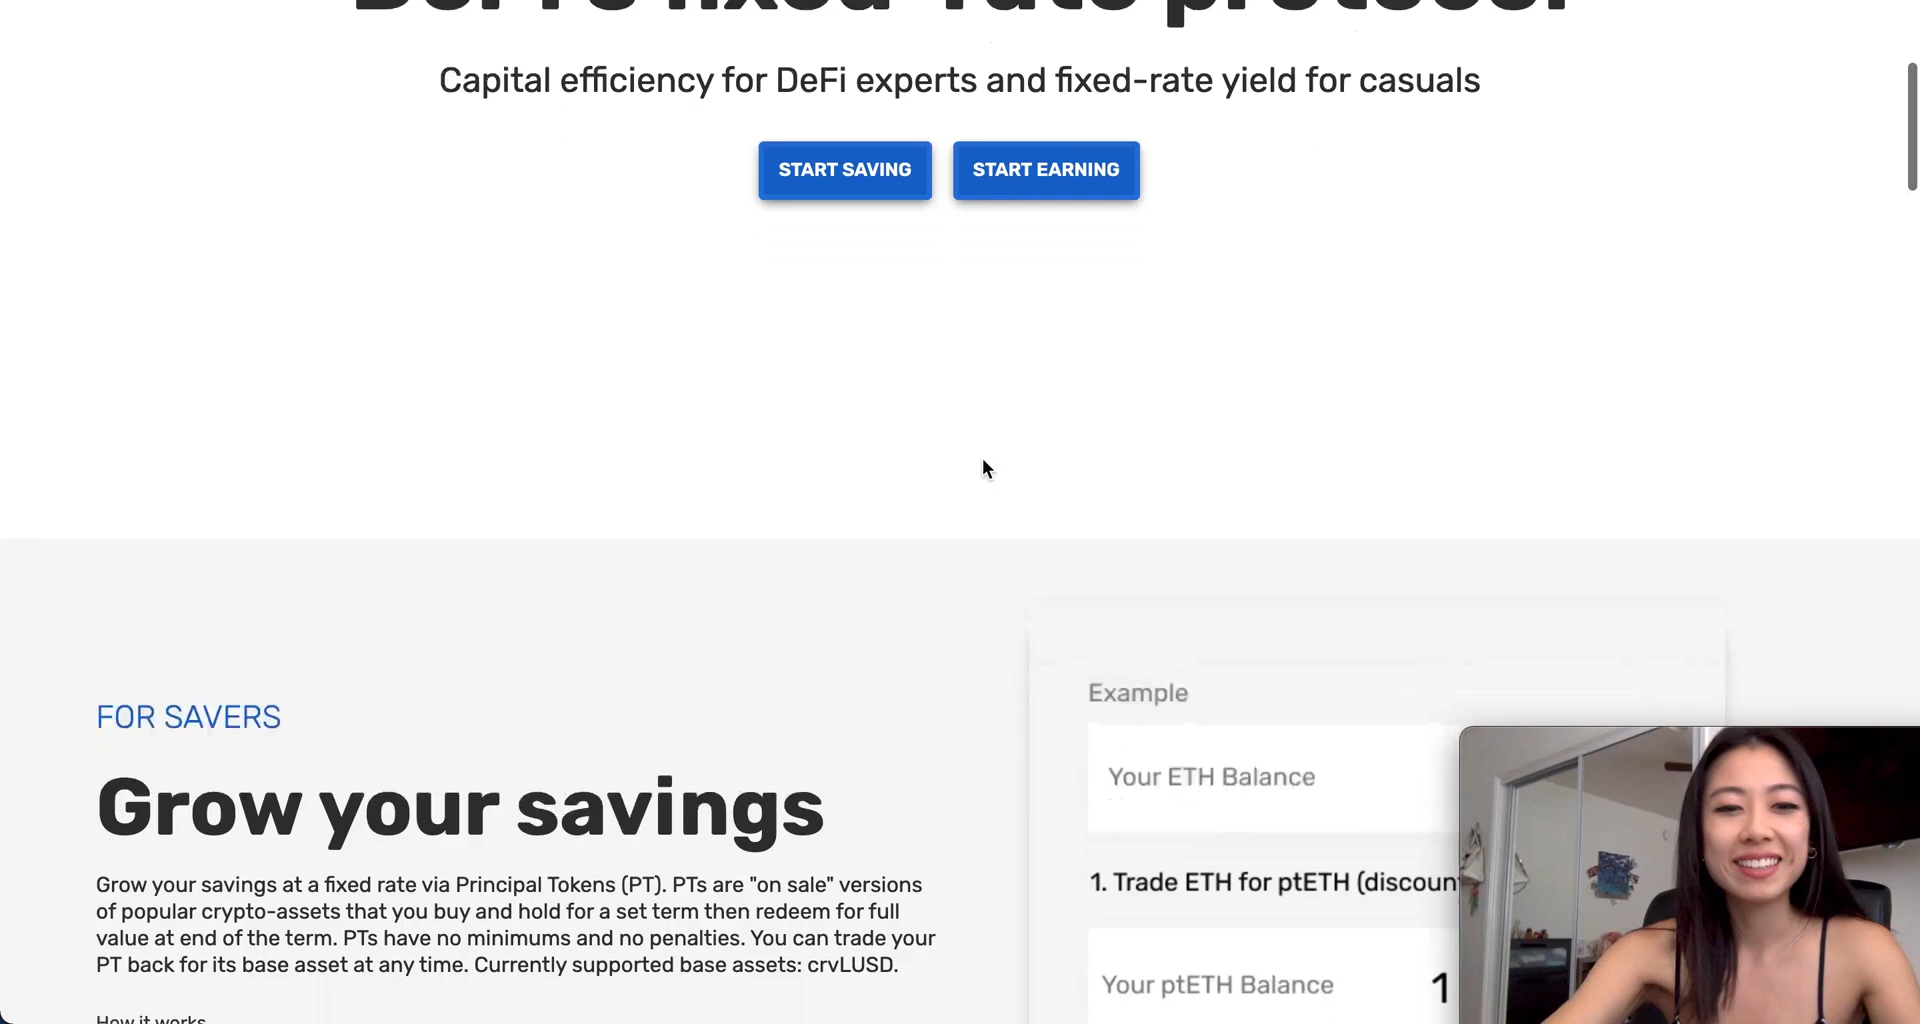 DeFi's fixed-rate protocol
Capital efficiency for DeFi experts and fixed-rate yield for casuals
START SAVING
START EARNING
FOR SAVERS
Grow your savings
Grow your savings at a fixed rate via Principal Tokens (PT). PTs are "on sale" versions
of popular crypto-assets that you buy and hold for a set term then redeem for full
value at end of the term. PTs have no minimums and no penalties. You can trade your
PT back for its base asset at any time. Currently supported base assets: crvLUSD.
How it works
Example
Your ETH Balance
1. Trade ETH for ptETH (discoun
Your ptETH Balance
1